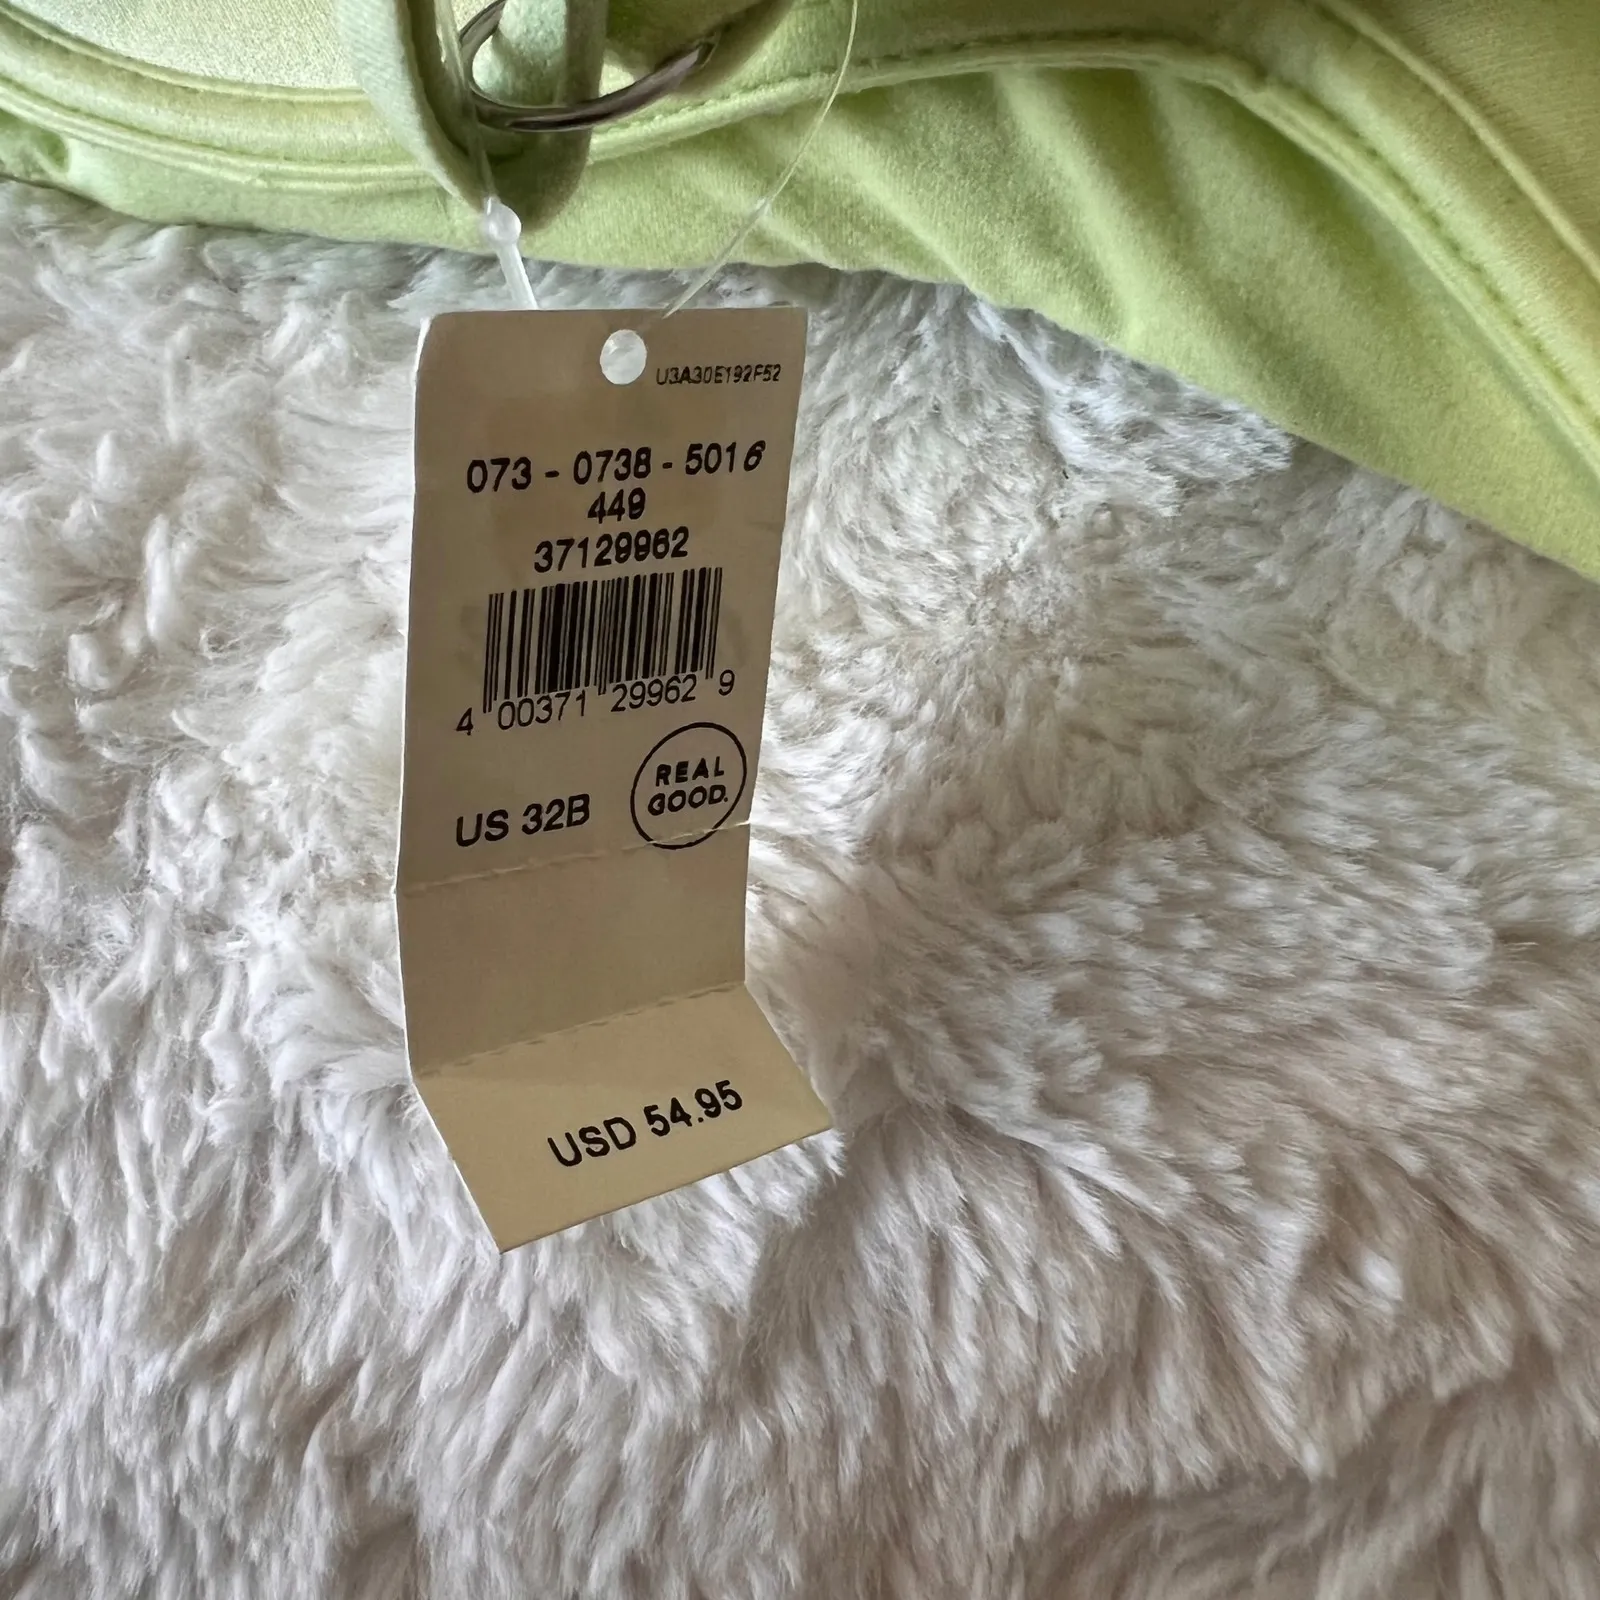 U3A30E192F52
073 - 0738 - 5016
449
37129962
4 00371 29962 9
REAL
GOOD.
US 32B
USD 54.95